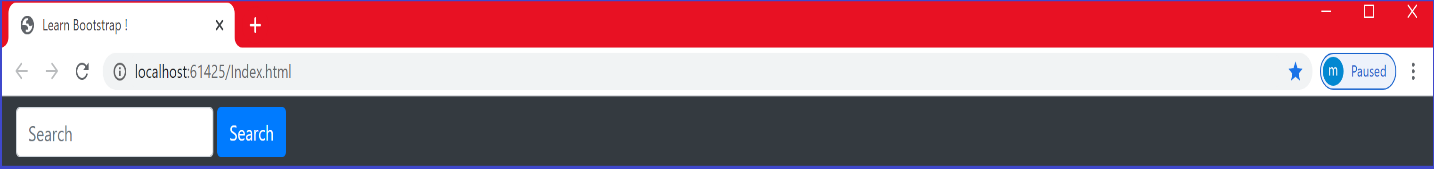 Learn Bootstrap !
localhost:61425/Index.html
m Paused
Search Search